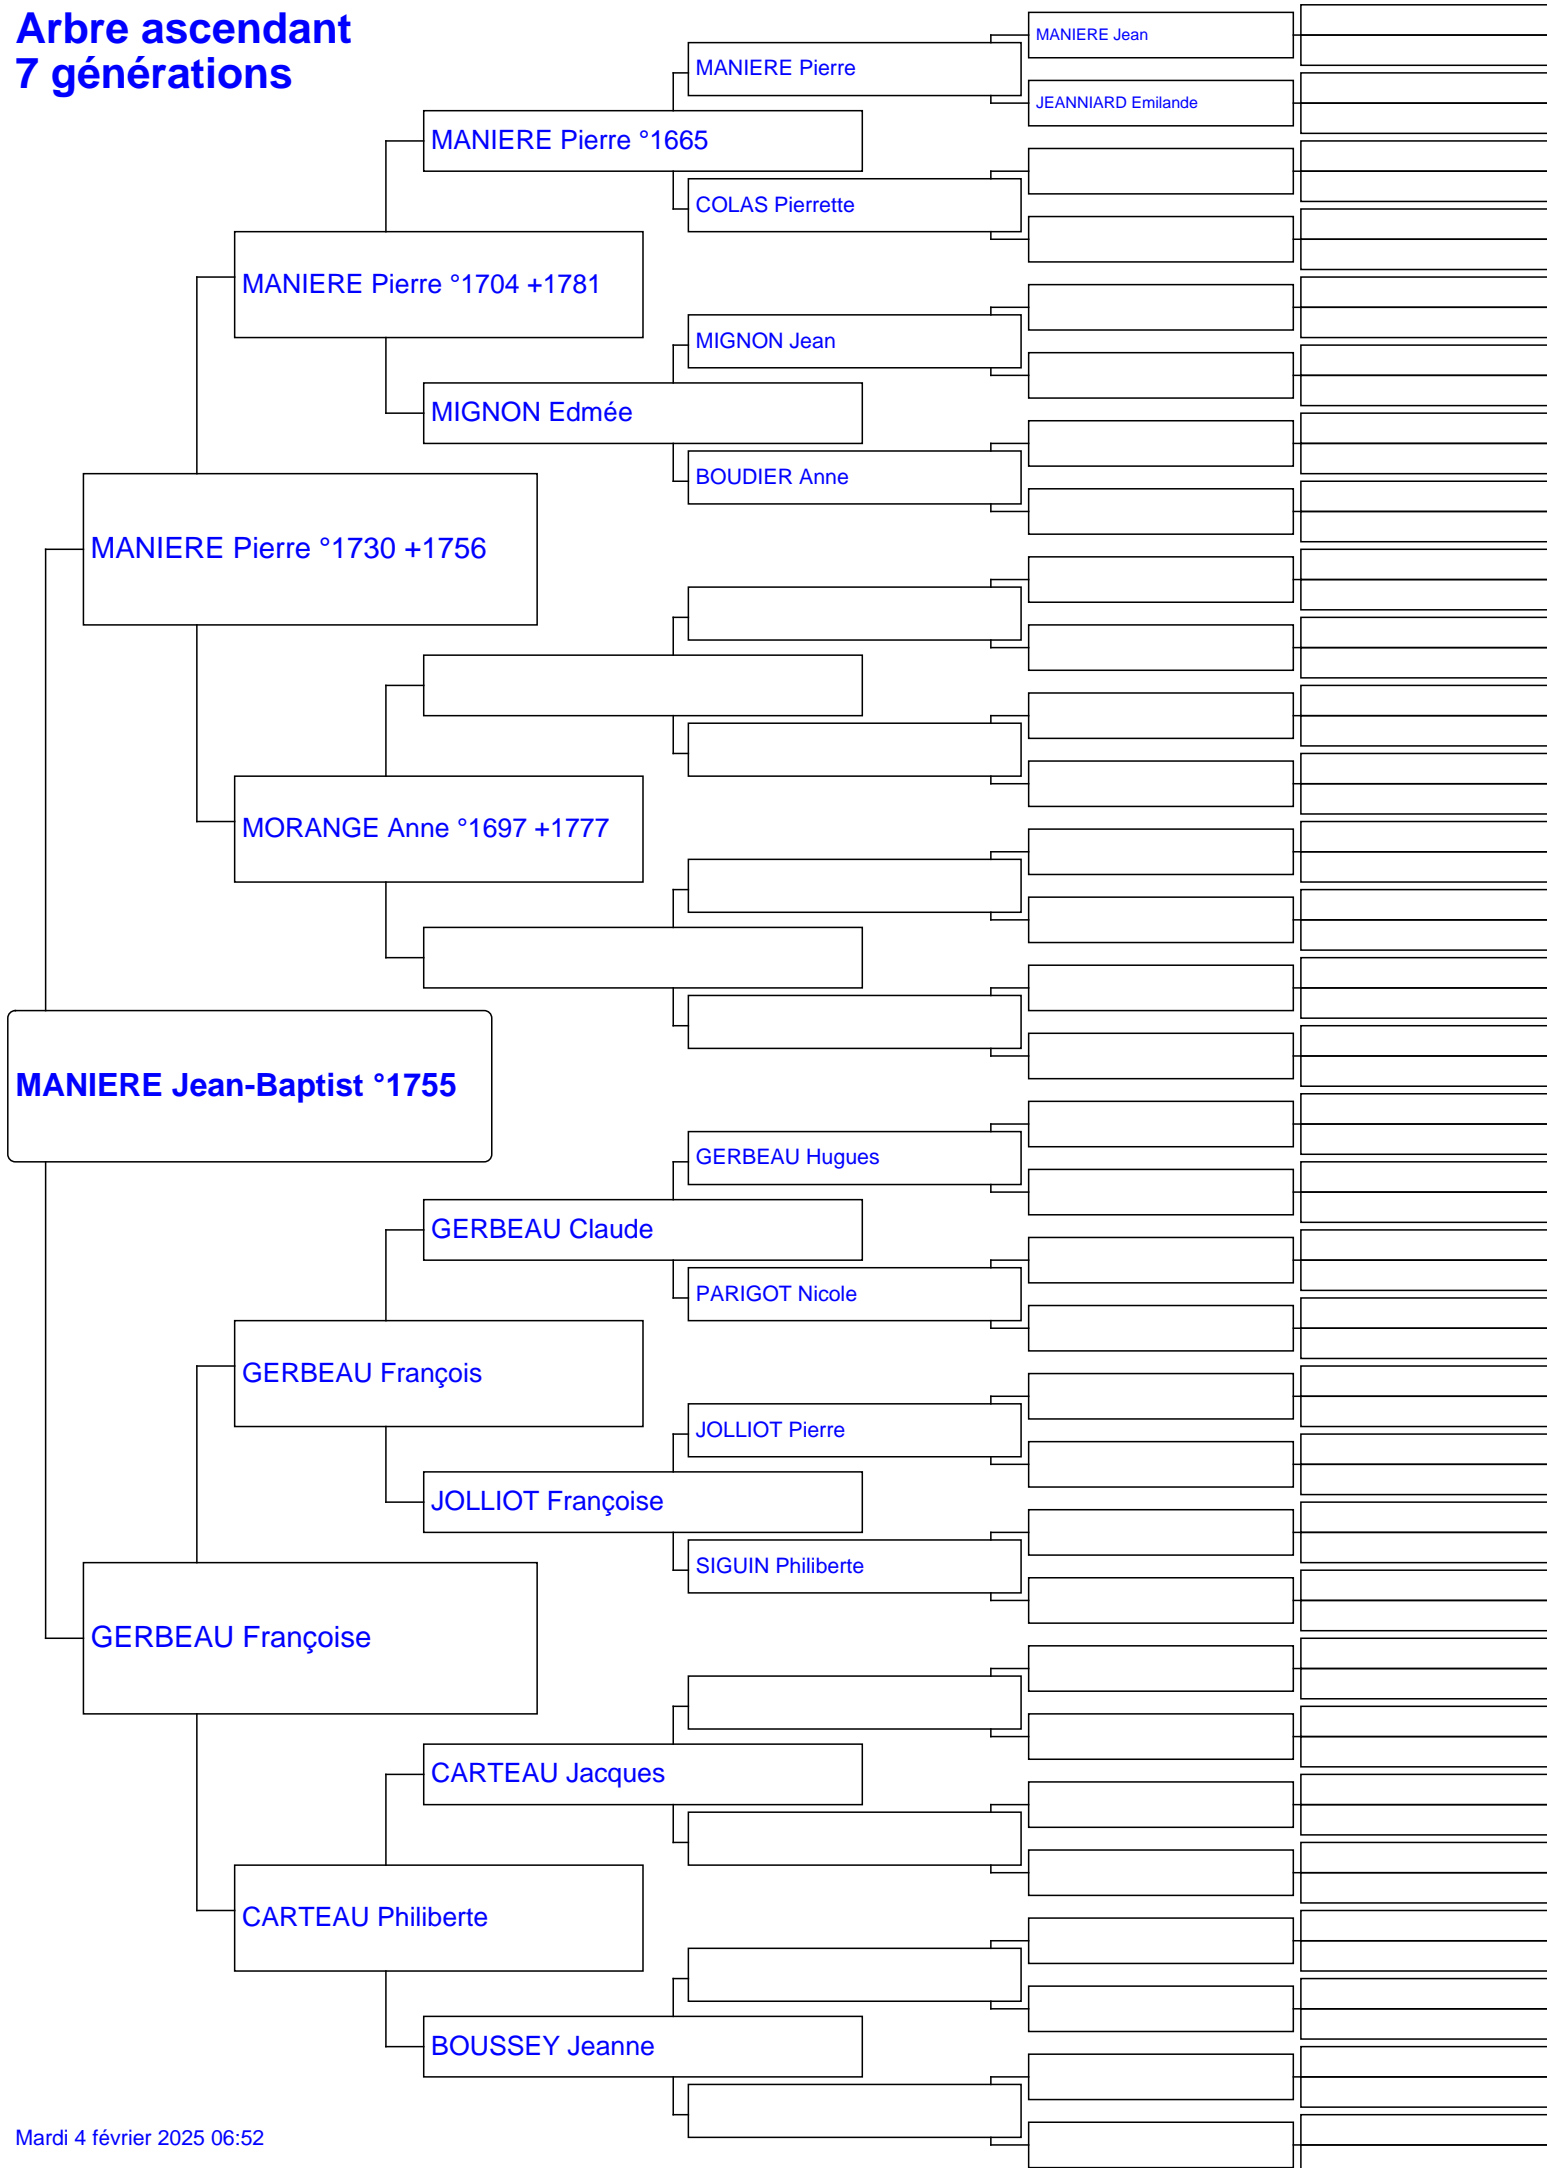 Arbre ascendant
7 générations
MANIERE Jean
MANIERE Pierre
JEANNIARD Emilande
MANIERE Pierre °1665
COLAS Pierrette
MANIERE Pierre °1704 +1781
MIGNON Jean
MIGNON Edmée
BOUDIER Anne
MANIERE Pierre °1730 +1756
MORANGE Anne °1697 +1777
MANIERE Jean-Baptist °1755
GERBEAU Hugues
GERBEAU Claude
PARIGOT Nicole
GERBEAU François
JOLLIOT Pierre
JOLLIOT Françoise
SIGUIN Philiberte
GERBEAU Françoise
CARTEAU Jacques
CARTEAU Philiberte
BOUSSEY Jeanne
Mardi 4 février 2025 06:52